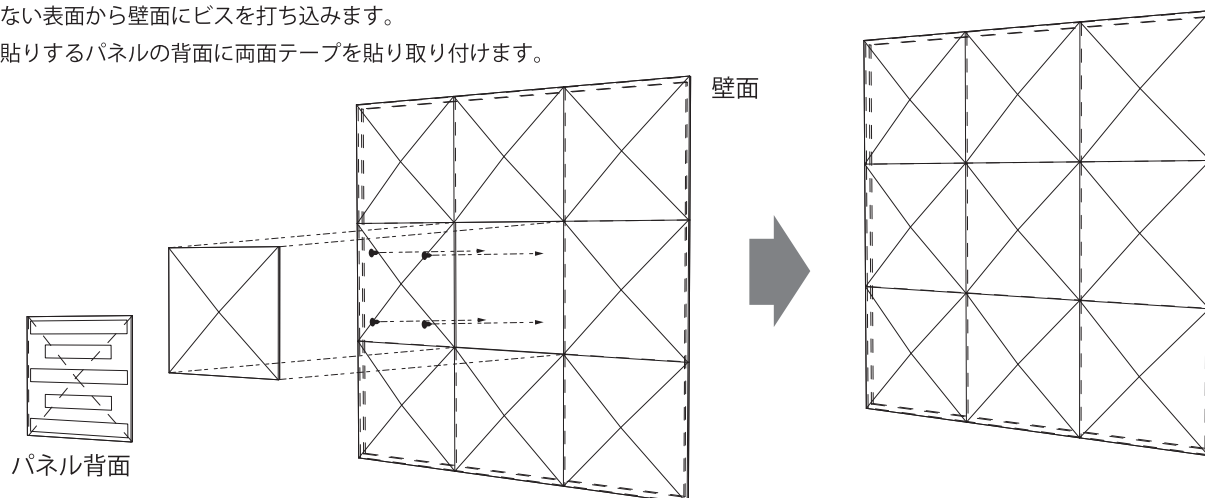 ない表面から壁面にビスを打ち込みます。
貼りするパネルの背面に両面テープを貼り取り付けます。
壁面
パネル背面